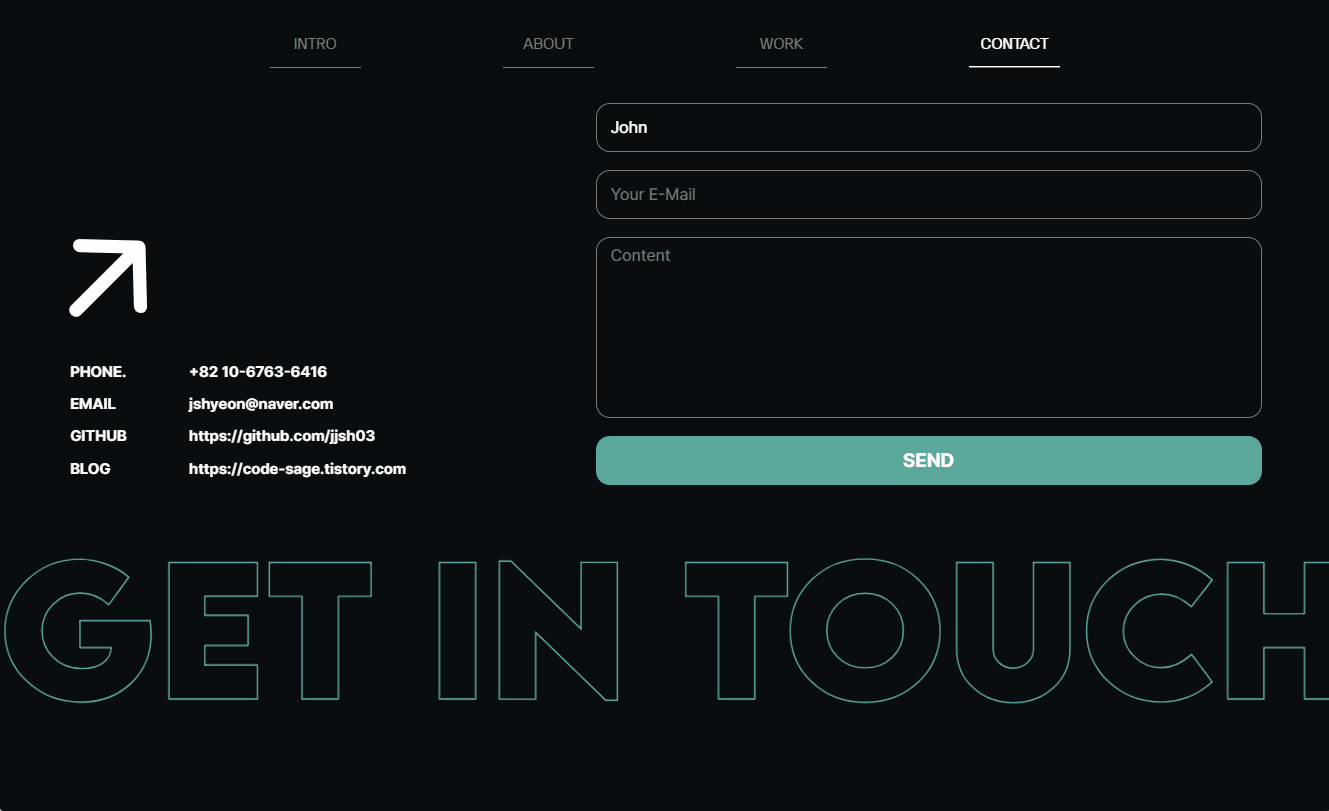 INTRO
ABOUT
WORK
CONTACT
John
Your E-Mail
Content
SEND
PHONE. +82 10-6763-6416
EMAIL jshyeon@naver.com
GITHUB https://github.com/jjsh03
BLOG https://code-sage.tistory.com
GET IN TOUCH